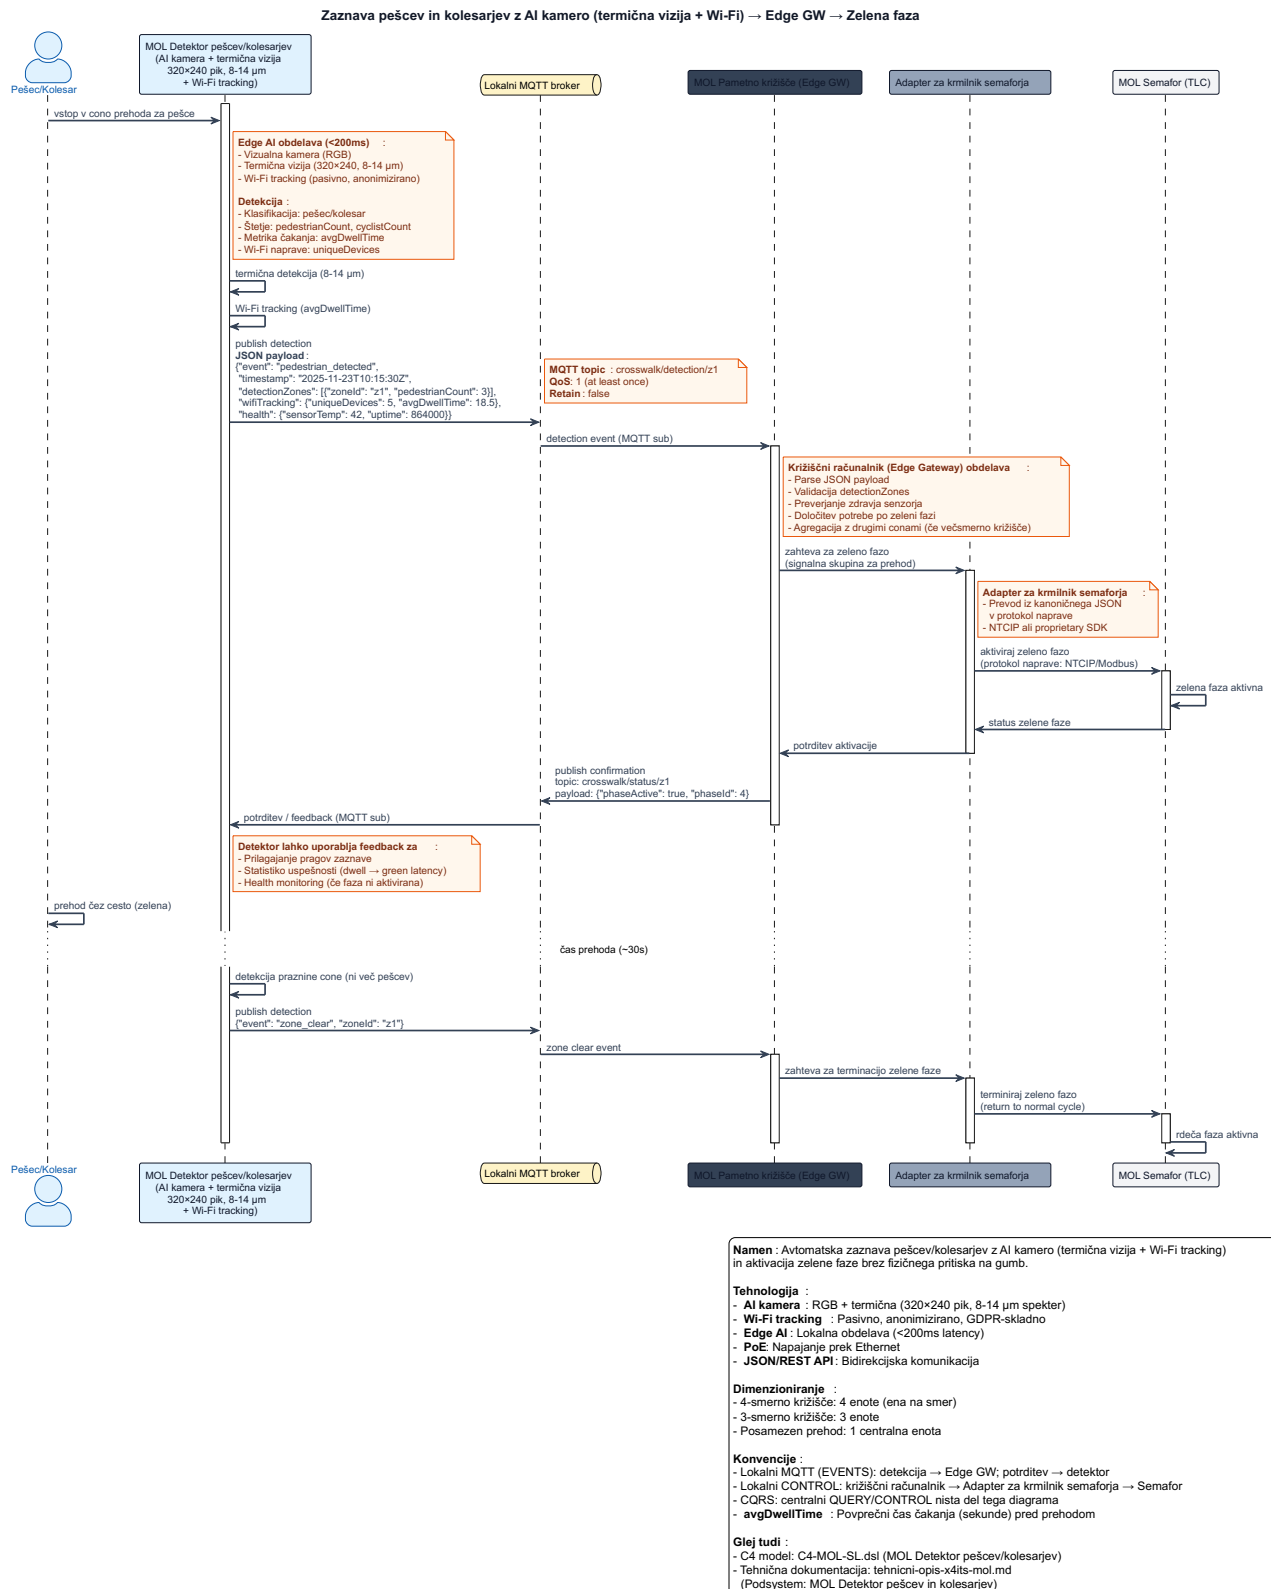 Zaznava pešcev in kolesarjev z AI kamero (termična vizija + Wi-Fi) → Edge GW → Zelena faza
Pešec/Kolesar
MOL Detektor pešcev/kolesarjev
(AI kamera + termična vizija
320×240 pik, 8-14 µm
+ Wi-Fi tracking)
Lokalni MQTT broker
MOL Pametno križišče (Edge GW)
Adapter za krmilnik semaforja
MOL Semafor (TLC)
vstop v cono prehoda za pešce
Edge AI obdelava (<200ms) :
- Vizualna kamera (RGB)
- Termična vizija (320×240, 8-14 µm)
- Wi-Fi tracking (pasivno, anonimizirano)
Detekcija :
- Klasifikacija: pešec/kolesar
- Štetje: pedestrianCount, cyclistCount
- Metrika čakanja: avgDwellTime
- Wi-Fi naprave: uniqueDevices
termična detekcija (8-14 µm)
Wi-Fi tracking (avgDwellTime)
publish detection
JSON payload :
{"event": "pedestrian_detected",
"timestamp": "2025-11-23T10:15:30Z",
"detectionZones": [{"zoneId": "z1", "pedestrianCount": 3}],
"wifiTracking": {"uniqueDevices": 5, "avgDwellTime": 18.5},
"health": {"sensorTemp": 42, "uptime": 864000}}
MQTT topic : crosswalk/detection/z1
QoS: 1 (at least once)
Retain : false
detection event (MQTT sub)
Križiščni računalnik (Edge Gateway) obdelava :
- Parse JSON payload
- Validacija detectionZones
- Preverjanje zdravja senzorja
- Določitev potrebe po zeleni fazi
- Agregacija z drugimi conami (če večsmerno križišče)
zahteva za zeleno fazo
(signalna skupina za prehod)
Adapter za krmilnik semaforja :
- Prevod iz kanoničnega JSON
v protokol naprave
- NTCIP ali proprietary SDK
aktiviraj zeleno fazo
(protokol naprave: NTCIP/Modbus)
zelena faza aktivna
status zelene faze
potrditev aktivacije
publish confirmation
topic: crosswalk/status/z1
payload: {"phaseActive": true, "phaseId": 4}
potrditev / feedback (MQTT sub)
Detektor lahko uporablja feedback za :
- Prilagajanje pragov zaznave
- Statistiko uspešnosti (dwell → green latency)
- Health monitoring (če faza ni aktivirana)
prehod čez cesto (zelena)
čas prehoda (~30s)
detekcija praznine cone (ni več pešcev)
publish detection
{"event": "zone_clear", "zoneId": "z1"}
zone clear event
zahteva za terminacijo zelene faze
terminiraj zeleno fazo
(return to normal cycle)
rdeča faza aktivna
Pešec/Kolesar
MOL Detektor pešcev/kolesarjev
(AI kamera + termična vizija
320×240 pik, 8-14 µm
+ Wi-Fi tracking)
Lokalni MQTT broker
MOL Pametno križišče (Edge GW)
Adapter za krmilnik semaforja
MOL Semafor (TLC)
Namen : Avtomatska zaznava pešcev/kolesarjev z AI kamero (termična vizija + Wi-Fi tracking)
in aktivacija zelene faze brez fizičnega pritiska na gumb.
Tehnologija :
- AI kamera : RGB + termična (320×240 pik, 8-14 µm spekter)
- Wi-Fi tracking : Pasivno, anonimizirano, GDPR-skladno
- Edge AI : Lokalna obdelava (<200ms latency)
- PoE: Napajanje prek Ethernet
- JSON/REST API : Bidirekcijska komunikacija
Dimenzioniranje :
- 4-smerno križišče: 4 enote (ena na smer)
- 3-smerno križišče: 3 enote
- Posamezen prehod: 1 centralna enota
Konvencije :
- Lokalni MQTT (EVENTS): detekcija → Edge GW; potrditev → detektor
- Lokalni CONTROL: križiščni računalnik → Adapter za krmilnik semaforja → Semafor
- CQRS: centralni QUERY/CONTROL nista del tega diagrama
- avgDwellTime : Povprečni čas čakanja (sekunde) pred prehodom
Glej tudi :
- C4 model: C4-MOL-SL.dsl (MOL Detektor pešcev/kolesarjev)
- Tehnična dokumentacija: tehnicni-opis-x4its-mol.md
(Podsystem: MOL Detektor pešcev in kolesarjev)